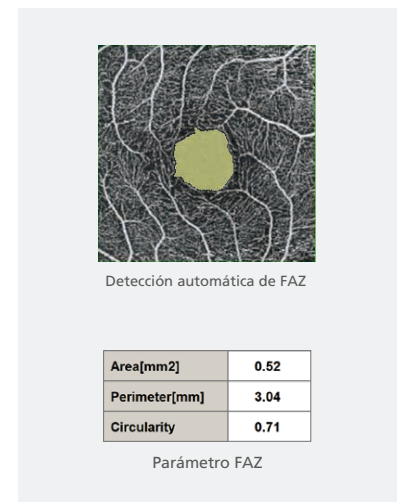 Detección automática de FAZ
Area[mm2] 0.52
Perimeter[mm] 3.04
Circularity 0.71
Parámetro FAZ